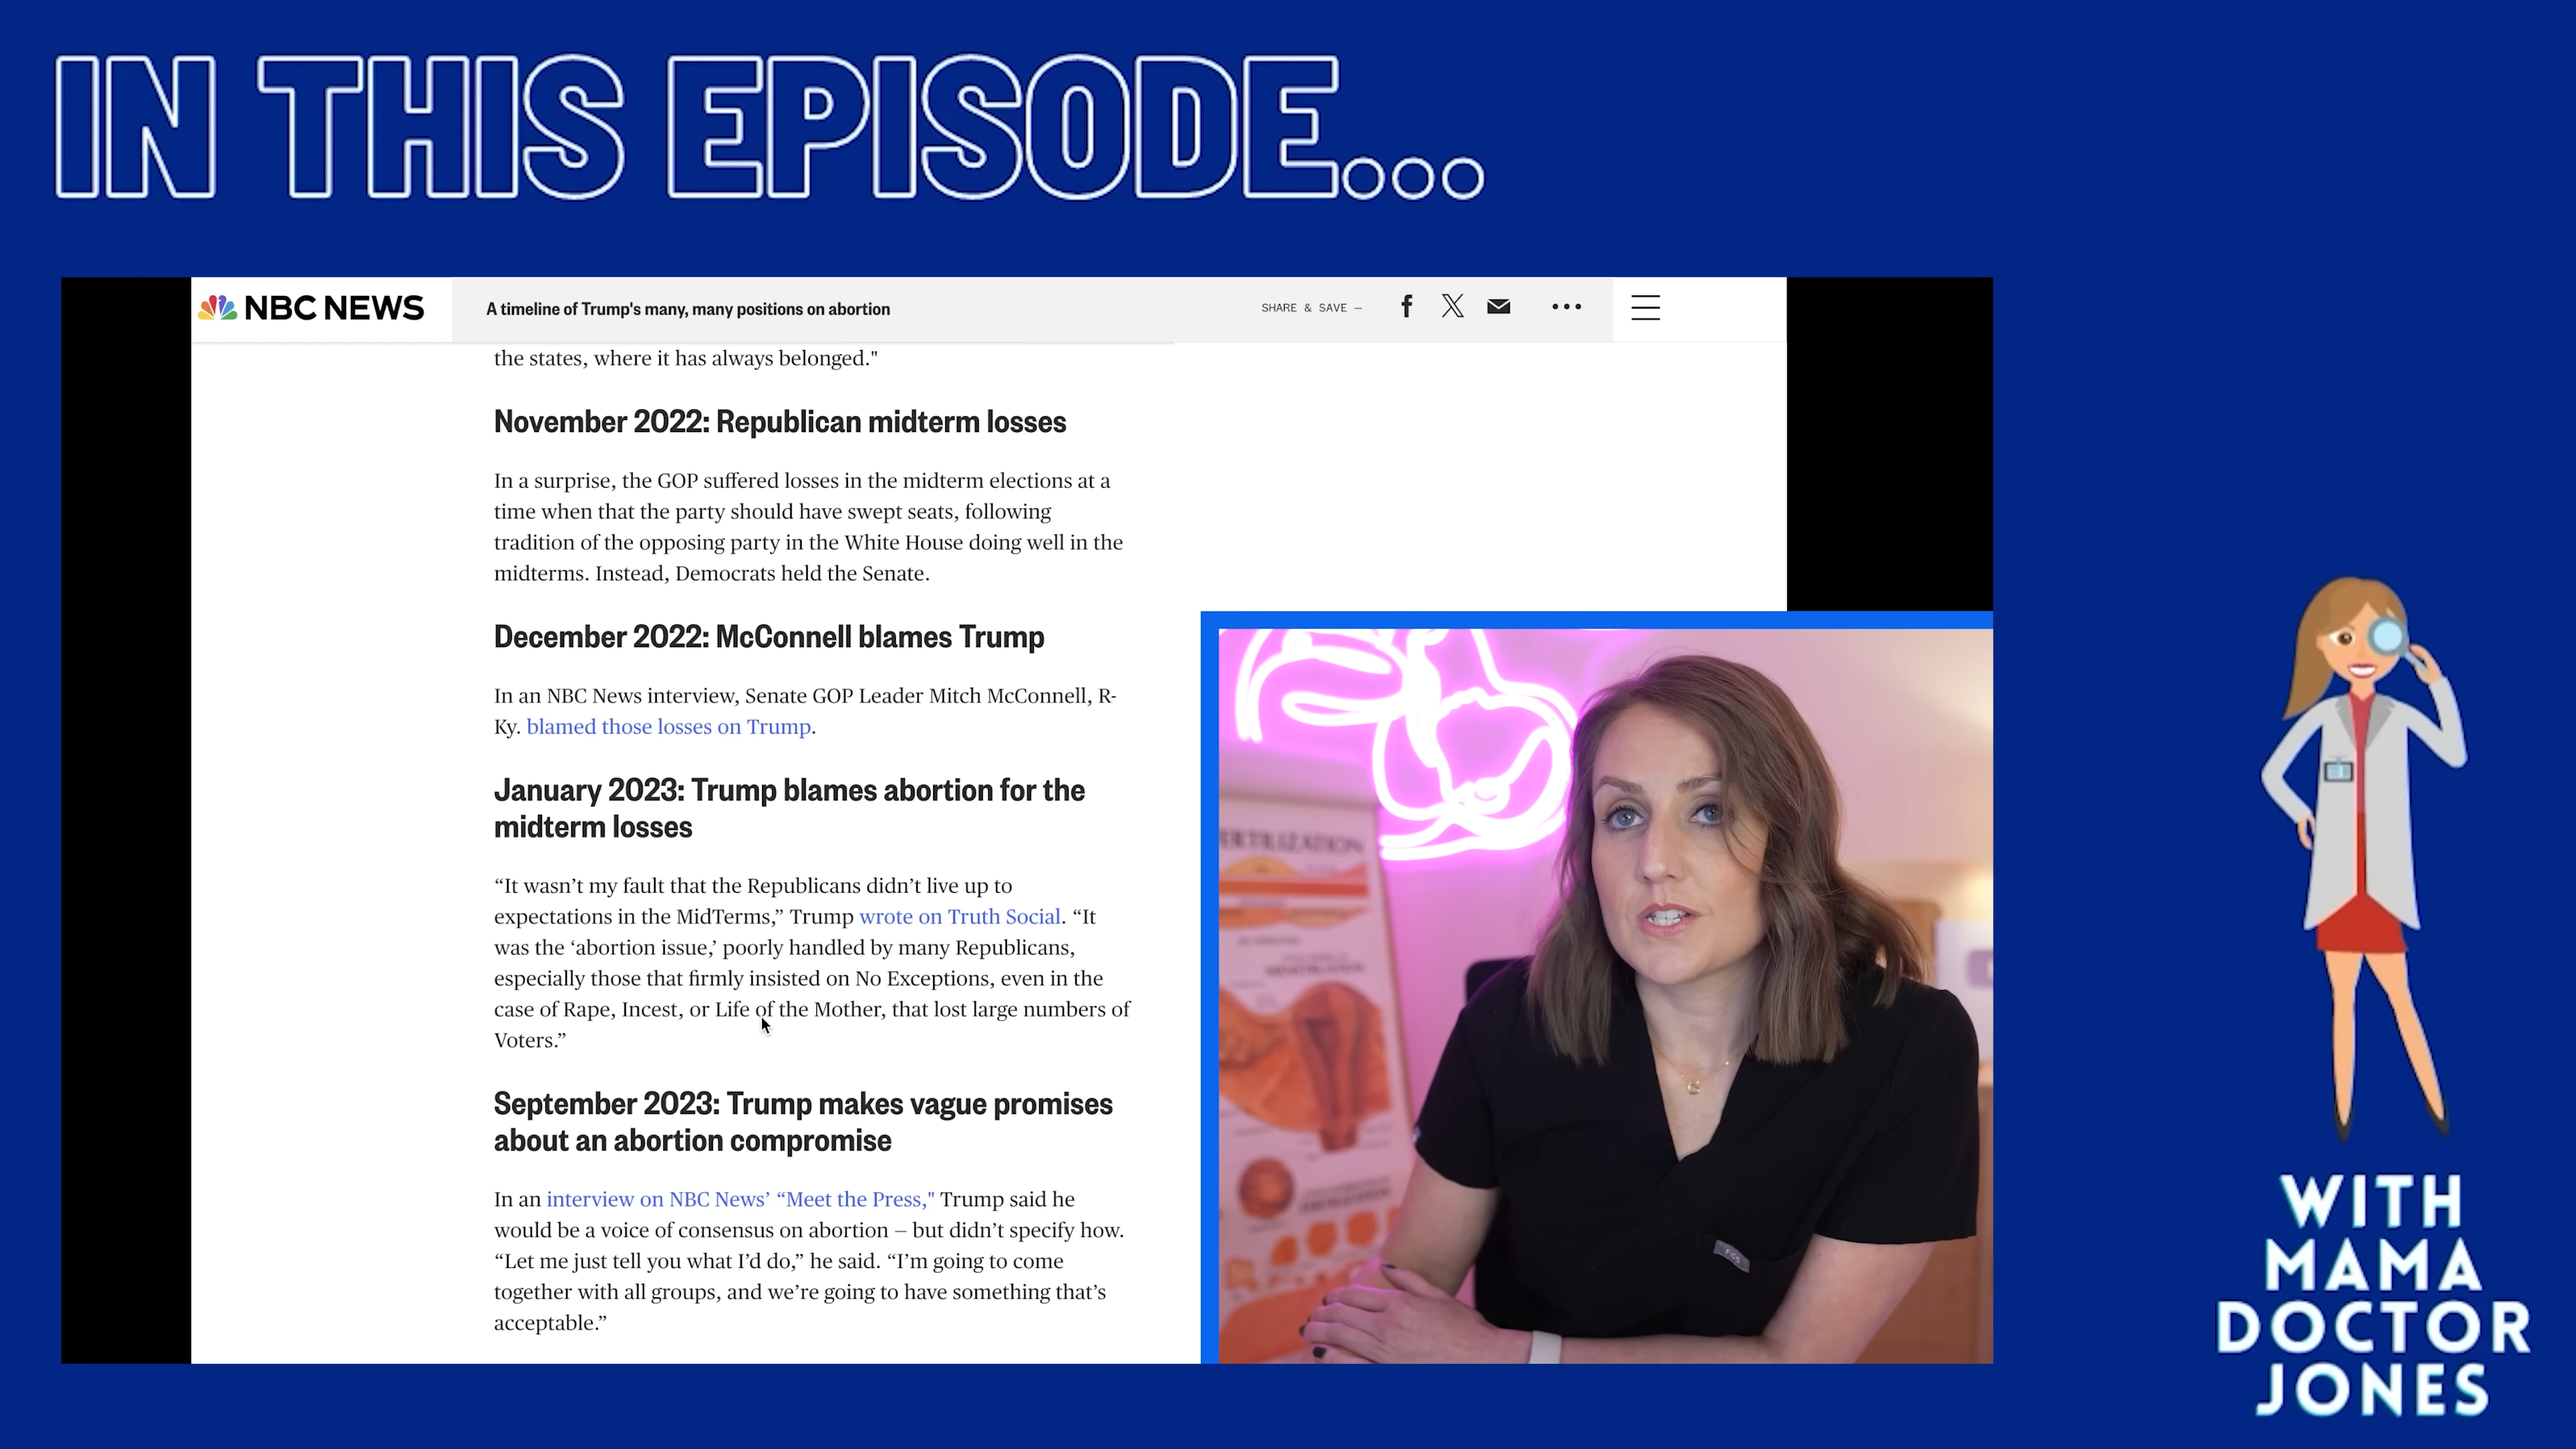 IN THIS EPISODE...
NBC NEWS
A timeline of Trump's many, many positions on abortion
SHARE & SAVE —
the states, where it has always belonged."
November 2022: Republican midterm losses
In a surprise, the GOP suffered losses in the midterm elections at a
time when that the party should have swept seats, following
tradition of the opposing party in the White House doing well in the
midterms. Instead, Democrats held the Senate.
December 2022: McConnell blames Trump
In an NBC News interview, Senate GOP Leader Mitch McConnell, R-
Ky. blamed those losses on Trump.
January 2023: Trump blames abortion for the
midterm losses
“It wasn’t my fault that the Republicans didn’t live up to
expectations in the MidTerms,” Trump wrote on Truth Social. “It
was the ‘abortion issue,’ poorly handled by many Republicans,
especially those that firmly insisted on No Exceptions, even in the
case of Rape, Incest, or Life of the Mother, that lost large numbers of
Voters.”
September 2023: Trump makes vague promises
about an abortion compromise
In an interview on NBC News’ “Meet the Press," Trump said he
would be a voice of consensus on abortion – but didn’t specify how.
“Let me just tell you what I’d do,” he said. “I’m going to come
together with all groups, and we’re going to have something that’s
acceptable.”
ERTILIZATION
FIGS
WITH
MAMA
DOCTOR
JONES